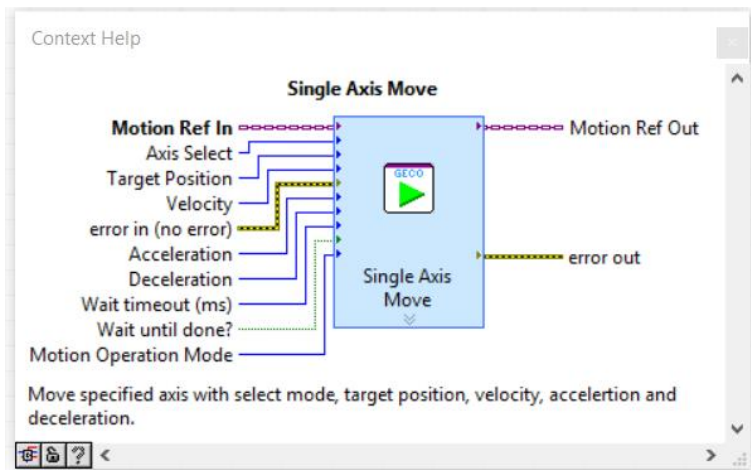 Context Help
Single Axis Move
Motion Ref In
Motion Ref Out
Axis Select
Target Position
Velocity
error in (no error)
Acceleration
Deceleration
Wait timeout (ms)
Wait until done?
Motion Operation Mode
GECO
Single Axis
Move
error out
Move specified axis with select mode, target position, velocity, accelertion and
deceleration.
?